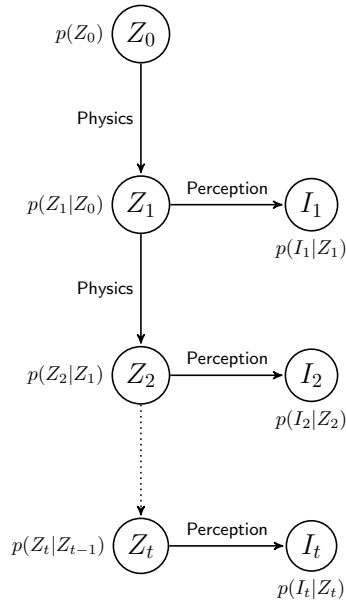 p(Z_0) Z_0
Physics
p(Z_1|Z_0) Z_1 Perception I_1
p(I_1|Z_1)
Physics
p(Z_2|Z_1) Z_2 Perception I_2
p(I_2|Z_2)
p(Z_t|Z_{t-1}) Z_t Perception I_t
p(I_t|Z_t)